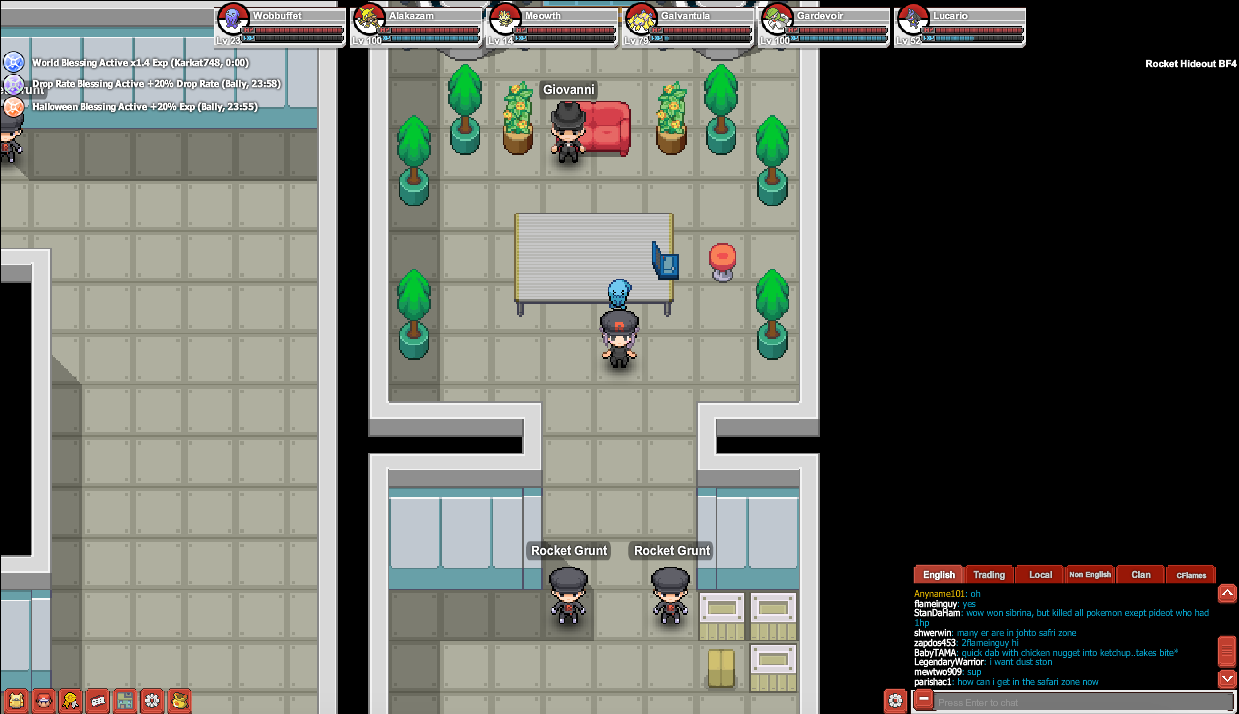 Wobbuffet
Alakazam
Meowth
Galvantula
Gardevoir
Lucario
Lv 23
Lv 100
Lv 14
Lv 79
Lv 100
Lv 52
World Blessing Active x1.4 Exp (Karkat748, 0:00)
Rocket Hideout BF4
Drop Rate Blessing Active +20% Drop Rate (Bally, 23:58)
Halloween Blessing Active +20% Exp (Bally, 23:55)
Giovanni
Rocket Grunt
Rocket Grunt
English
Trading
Local
Non English
Clan
CFlames
Anyname101: oh
flameinguy: yes
StanDaHam: wow won sibrina, but killed all pokemon exept pideot who had
1hp
shwerwin: many er are in johto safri zone
zapdos453: 2flameinguy hi
BabyTAMA: quick dab with chicken nugget into ketchup..takes bite*
LegendaryWarrior: i want dust ston
mewtwo909: sup
parishac1: how can i get in the safari zone now
Press Enter to chat